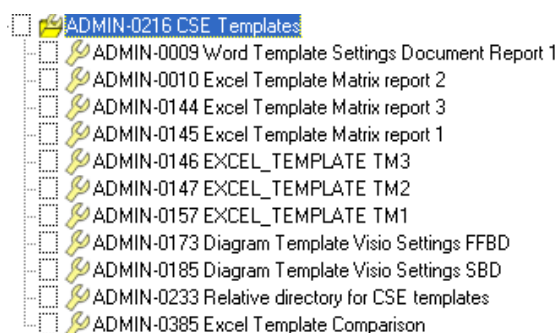 ADMIN-0216 CSE Templates
ADMIN-0009 Word Template Settings Document Report 1
ADMIN-0010 Excel Template Matrix report 2
ADMIN-0144 Excel Template Matrix report 3
ADMIN-0145 Excel Template Matrix report 1
ADMIN-0146 EXCEL_TEMPLATE TM3
ADMIN-0147 EXCEL_TEMPLATE TM2
ADMIN-0157 EXCEL_TEMPLATE TM1
ADMIN-0173 Diagram Template Visio Settings FFBD
ADMIN-0185 Diagram Template Visio Settings SBD
ADMIN-0233 Relative directory for CSE templates
ADMIN-0385 Excel Template Comparison